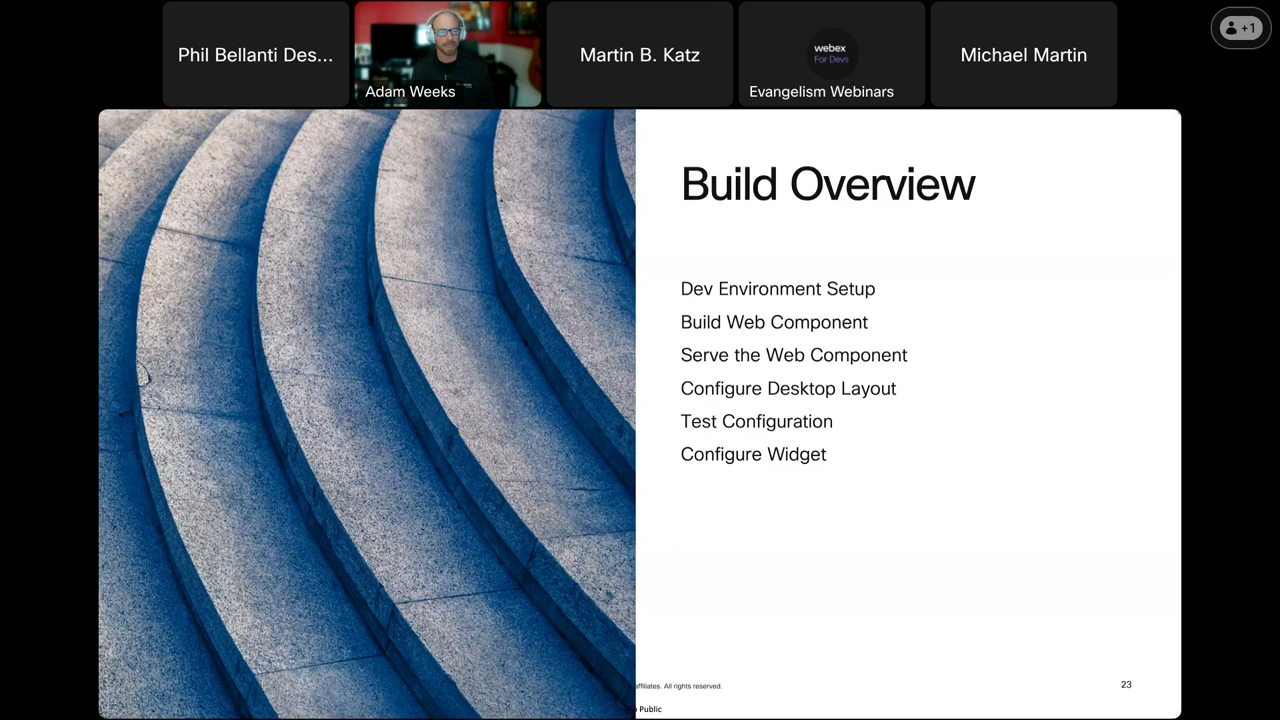 Phil Bellanti Des...
Adam Weeks
Martin B. Katz
webex
For Devs
Evangelism Webinars
Michael Martin
+1
Build Overview
Dev Environment Setup
Build Web Component
Serve the Web Component
Configure Desktop Layout
Test Configuration
Configure Widget
affiliates. All rights reserved.
23
Public